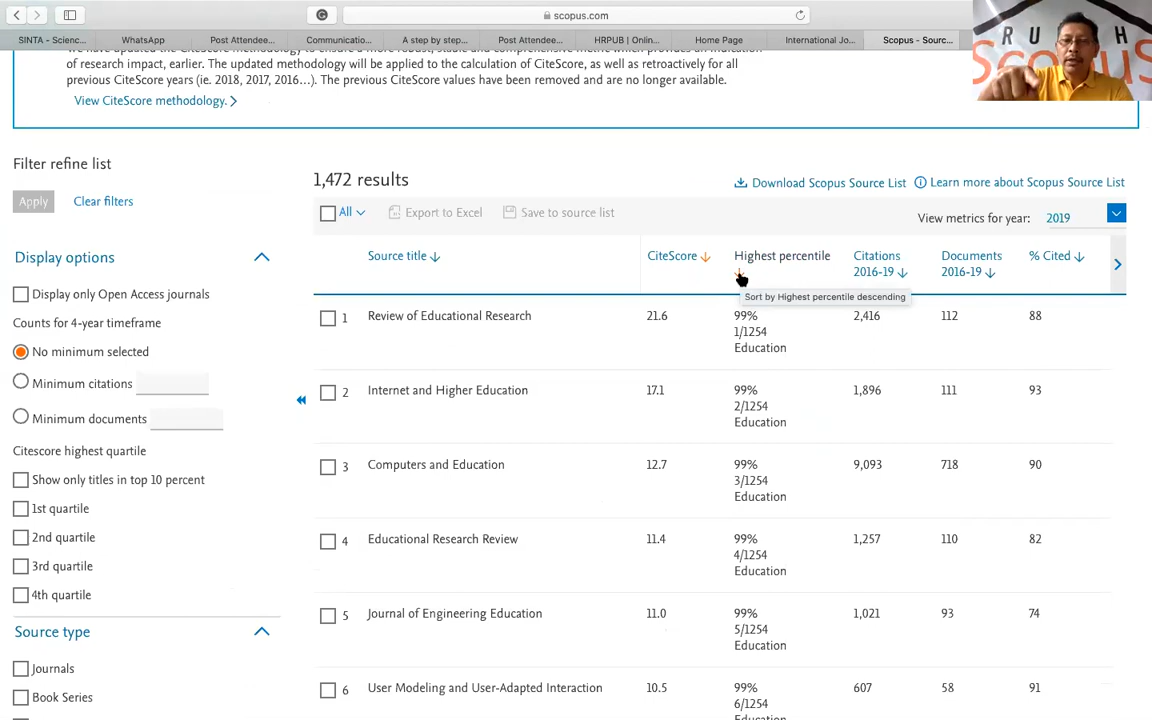 scopus.com
SINTA - Scienc...
WhatsApp
Post Attendee...
Communicatio...
A step by step...
Post Attendee...
HRPUB | Onlin...
Home Page
International Jo...
Scopus - Sourc...
RU H
Scopus
of research impact, earlier. The updated methodology will be applied to the calculation of CiteScore, as well as retroactively for all
previous CiteScore years (ie. 2018, 2017, 2016...). The previous CiteScore values have been removed and are no longer available.
View CiteScore methodology.
Filter refine list
Apply
Clear filters
Display options
Display only Open Access journals
Counts for 4-year timeframe
No minimum selected
Minimum citations
Minimum documents
Citescore highest quartile
Show only titles in top 10 percent
1st quartile
2nd quartile
3rd quartile
4th quartile
Source type
Journals
Book Series
1,472 results
Download Scopus Source List
Learn more about Scopus Source List
All
Export to Excel
Save to source list
View metrics for year:
2019
Source title
CiteScore
Highest percentile
Citations
2016-19
Documents
2016-19
% Cited
Sort by Highest percentile descending
1 Review of Educational Research 21.6 99% 2,416 112 88
1/1254
Education
2 Internet and Higher Education 17.1 99% 1,896 111 93
2/1254
Education
3 Computers and Education 12.7 99% 9,093 718 90
3/1254
Education
4 Educational Research Review 11.4 99% 1,257 110 82
4/1254
Education
5 Journal of Engineering Education 11.0 99% 1,021 93 74
5/1254
Education
6 User Modeling and User-Adapted Interaction 10.5 99% 607 58 91
6/1254
Education